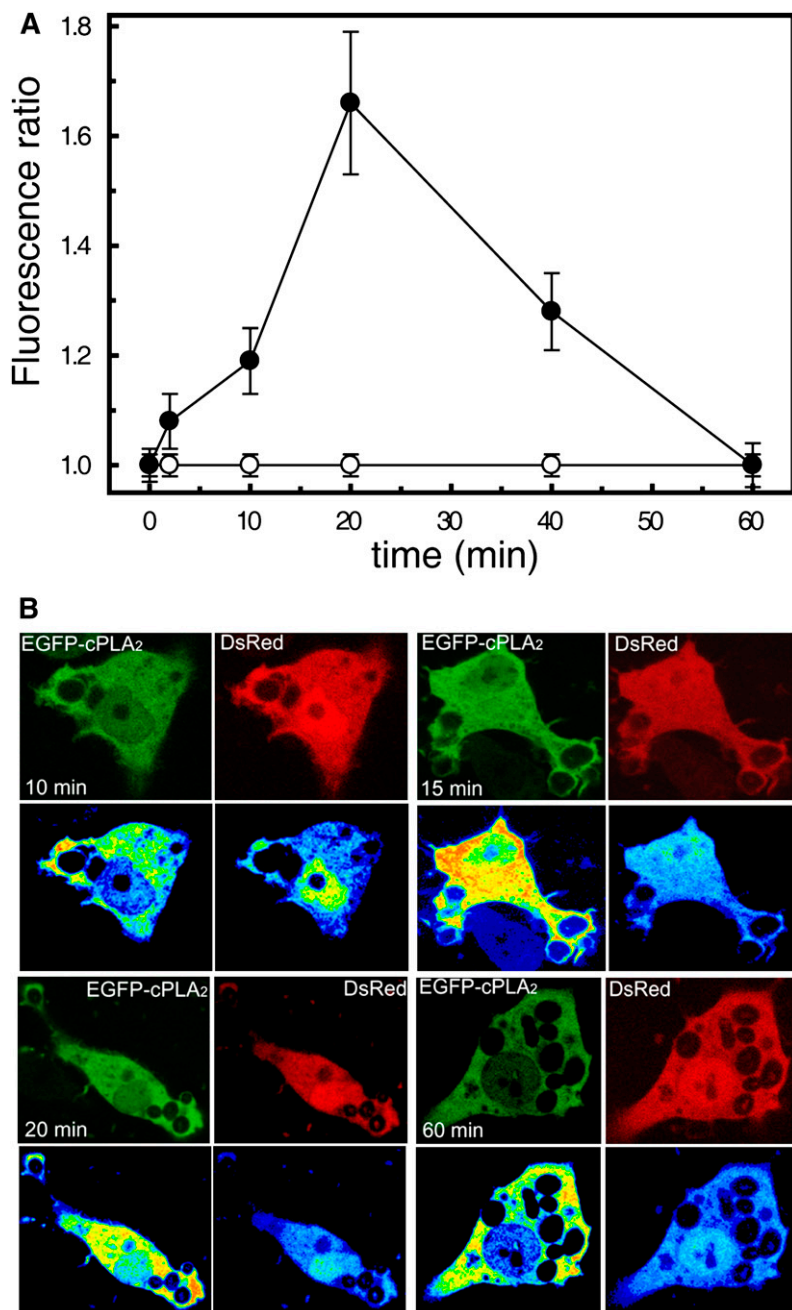 A
Fluorescence ratio
1.8
1.6
1.4
1.2
1.0
0 10 20 30 40 50 60
time (min)
B
EGFP-cPLA₂ DsRed EGFP-cPLA₂ DsRed
10 min 15 min
EGFP-cPLA₂ DsRed EGFP-cPLA₂ DsRed
20 min 60 min